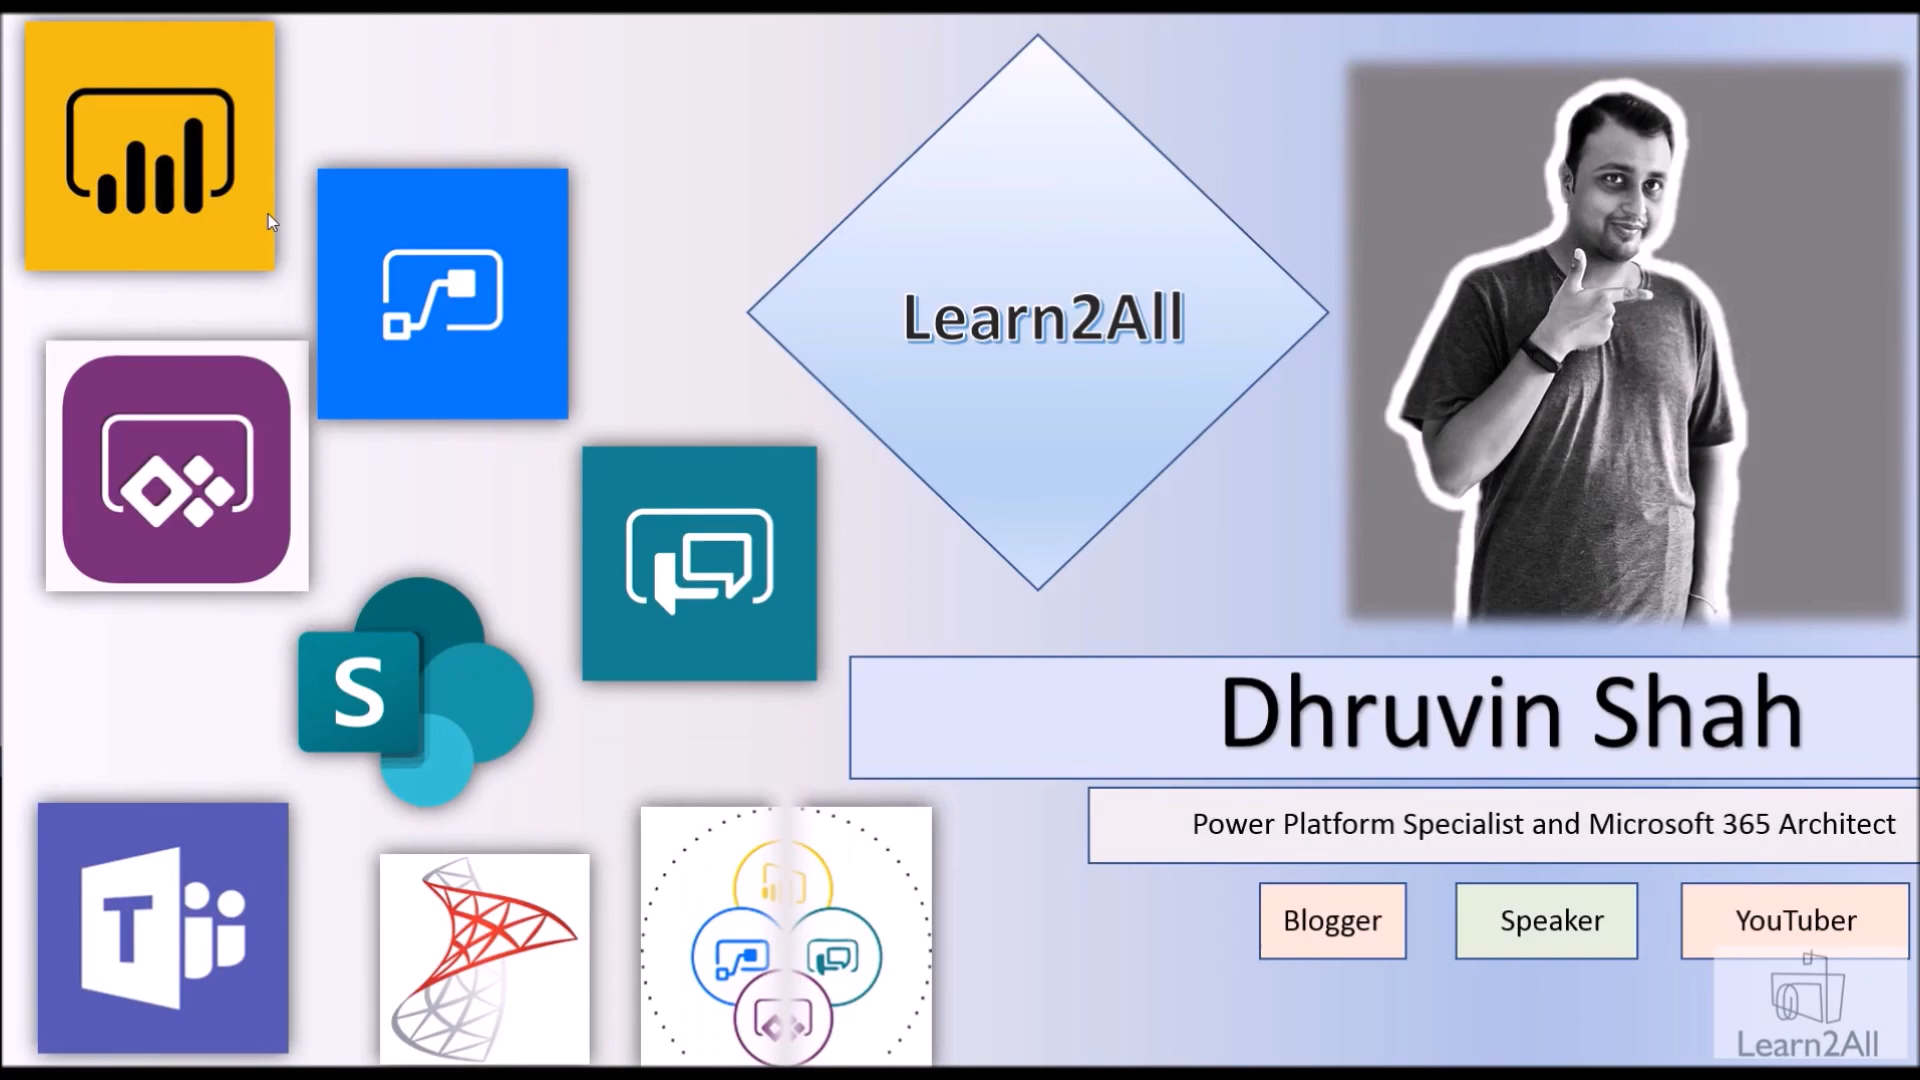 Learn2All
S
Dhruvin Shah
Power Platform Specialist and Microsoft 365 Architect
T
Blogger
Speaker
YouTuber
Learn2All